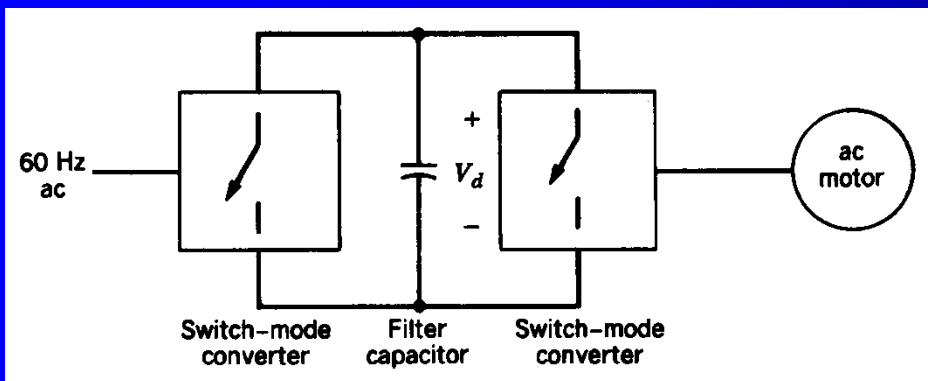 60 Hz
ac
+
V_d
−
ac
motor
Switch-mode
converter
Filter
capacitor
Switch-mode
converter